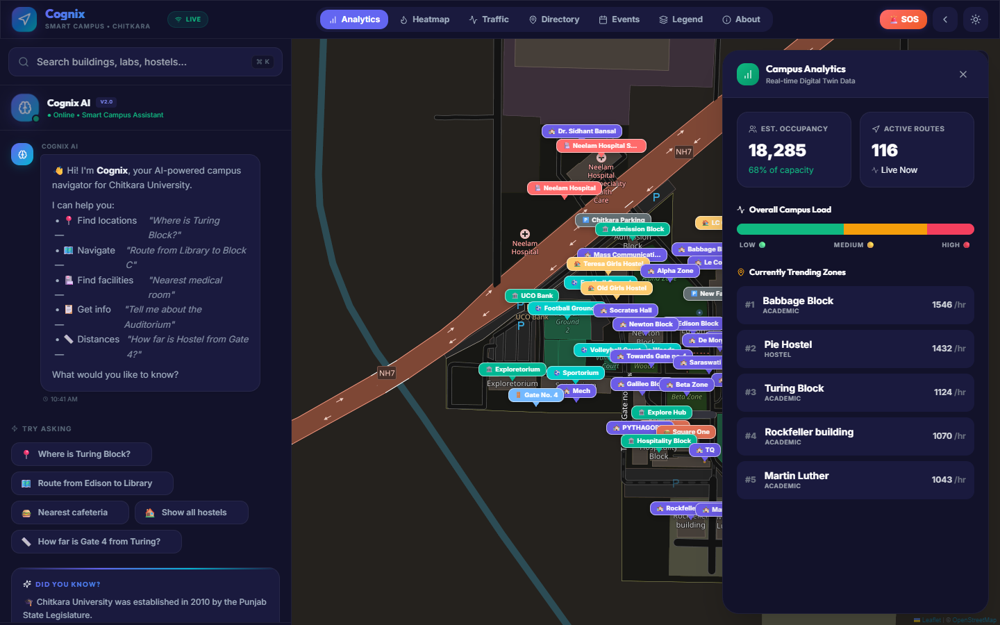 Cognix
SMART CAMPUS • CHITKARA
LIVE
Analytics
Heatmap
Traffic
Directory
Events
Legend
About
SOS
Search buildings, labs, hostels...
⌘ K
Cognix AI
V2.0
• Online • Smart Campus Assistant
COGNIX AI
👋 Hi! I'm Cognix, your AI-powered campus
navigator for Chitkara University.
I can help you:
• 📍 Find locations — "Where is Turing
Block?"
• 🗺️ Navigate — "Route from Library to Block
C"
• 🏥 Find facilities — "Nearest medical
room"
• 📋 Get info — "Tell me about the
Auditorium"
• 📏 Distances — "How far is Hostel from Gate
4?"
What would you like to know?
10:41 AM
TRY ASKING
Where is Turing Block?
Route from Edison to Library
Nearest cafeteria
Show all hostels
How far is Gate 4 from Turing?
DID YOU KNOW?
Chitkara University was established in 2010 by the Punjab
State Legislature.
Dr. Sidhant Bansal
Neelam Hospital S...
NH7
Neelam
Hospital
Care
Neelam Hospital
P
Chitkara Parking
Admission Block
Block
LC
Neelam
Hospital
Babbage B
Mass Communicati...
Teresa Girls Hostel
Le Co
Alpha Zone
Old Girls Hostel
New Fa
UCO Bank
P
Football Ground
Socrates Hall
UCO Bank
Ground
2
P
Newton Block
Edison Block
Newton
Block
De Mor
Volleyball Court
Woods
Towards Gate no 4
Court
Woods
Saraswati
Exploretorium
Sportorium
NH7
Exploretorium
Galileo Blo
Beta Zone
Mech
Gate No. 4
Beta Zone
Gate no
Explore Hub
PYTHAGOR
Square One
Hospitality Block
Hospitality
Block
TQ
P
Rockfelle
Ma
Rockfeller
building
Campus Analytics
Real-time Digital Twin Data
EST. OCCUPANCY
18,285
68% of capacity
ACTIVE ROUTES
116
Live Now
Overall Campus Load
LOW
MEDIUM
HIGH
Currently Trending Zones
#1 Babbage Block 1546 /hr
ACADEMIC
#2 Pie Hostel 1432 /hr
HOSTEL
#3 Turing Block 1124 /hr
ACADEMIC
#4 Rockfeller building 1070 /hr
ACADEMIC
#5 Martin Luther 1043 /hr
ACADEMIC
Leaflet | © OpenStreetMap